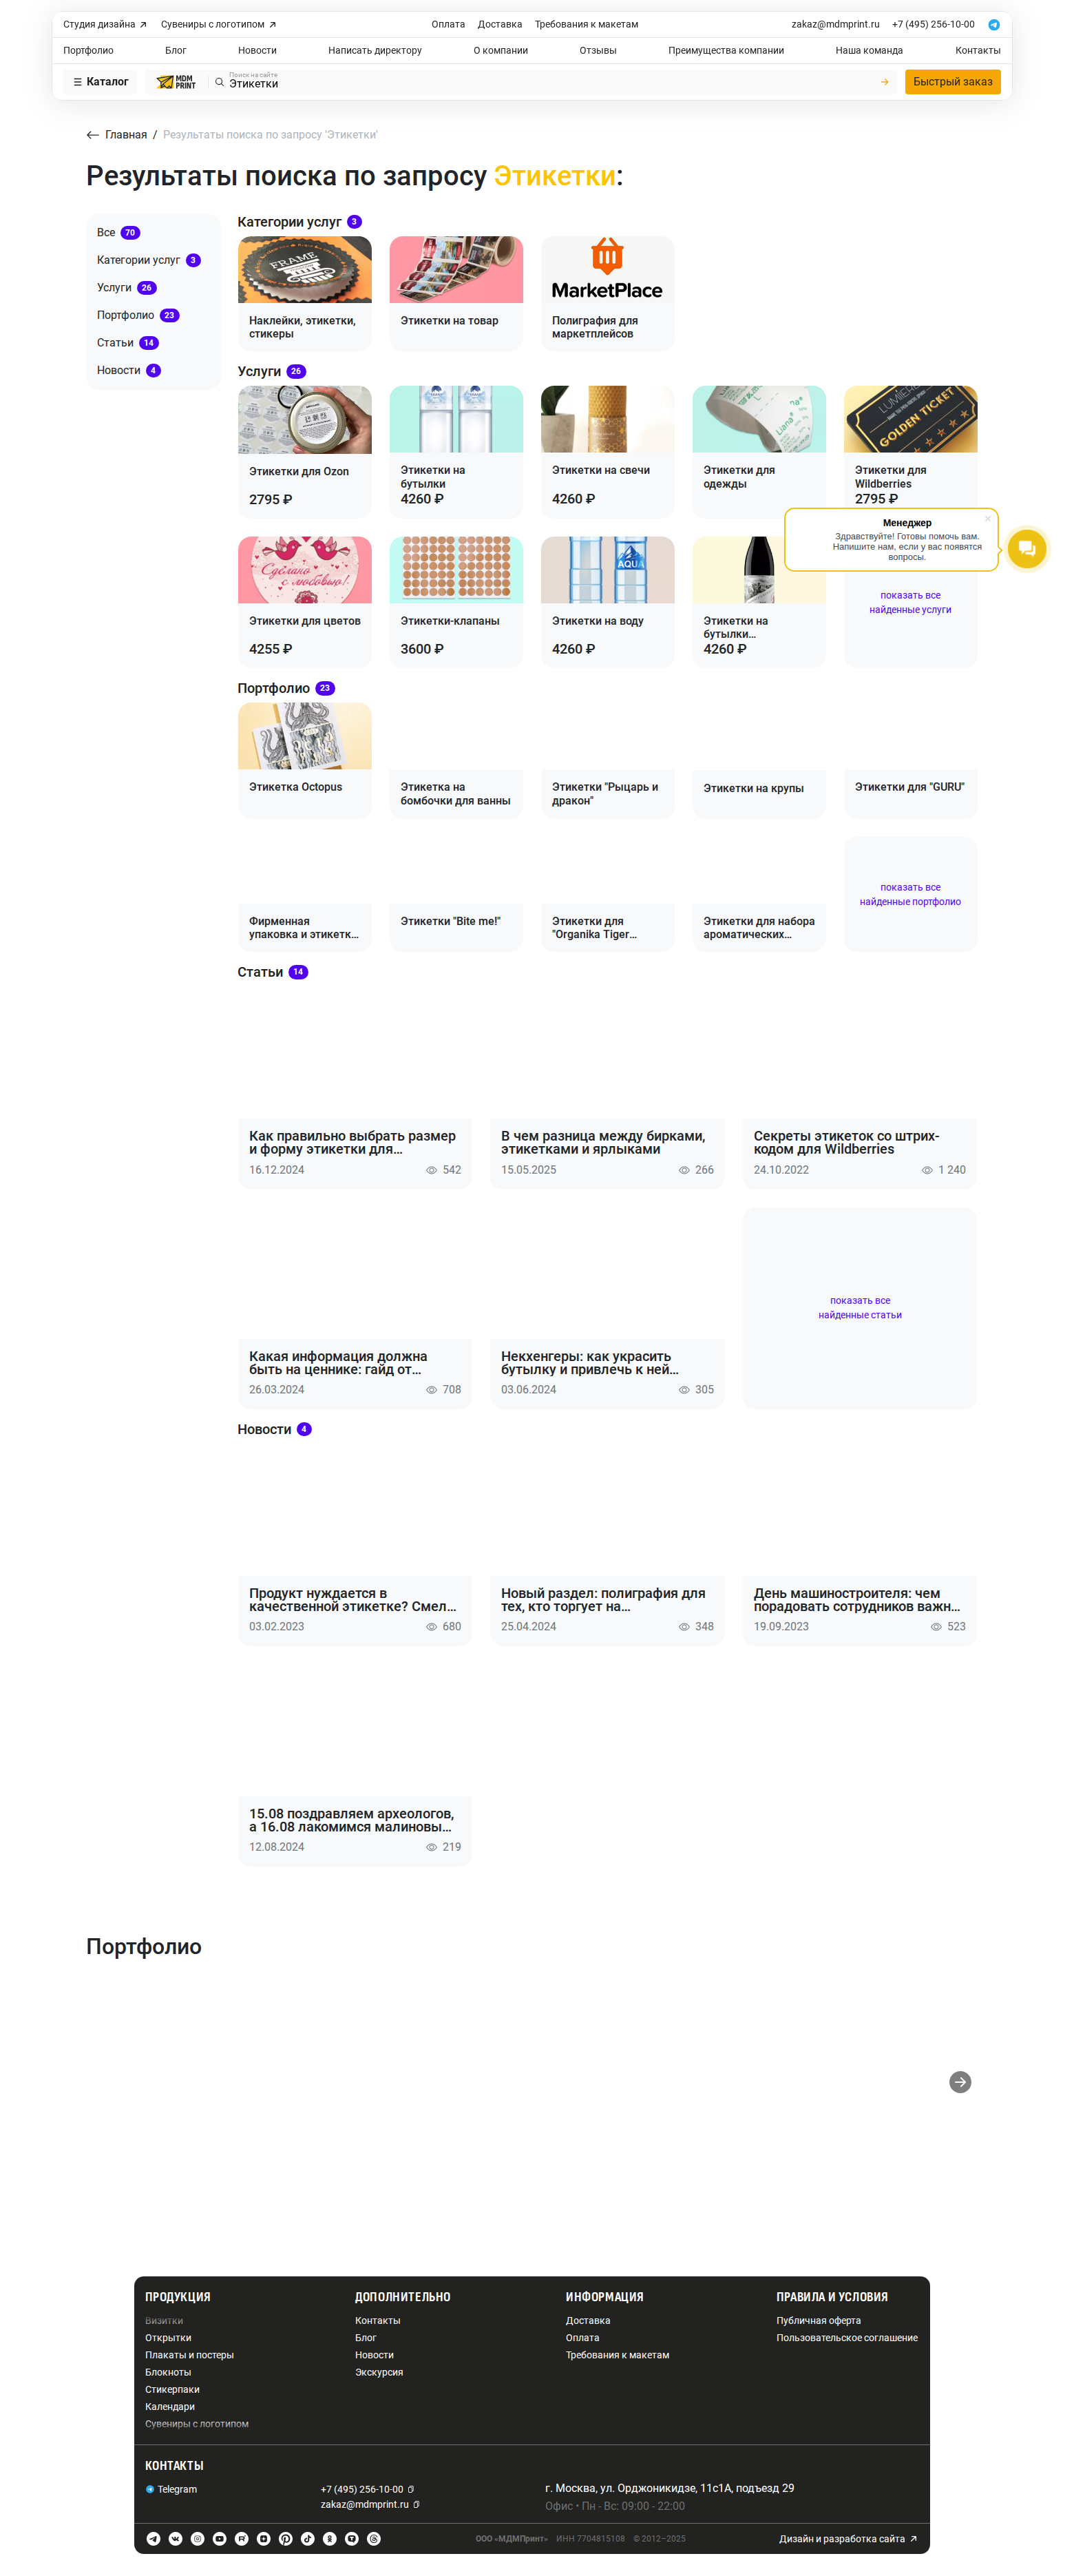 Студия дизайна
Сувениры с логотипом
Оплата
Доставка
Требования к макетам
zakaz@mdmprint.ru
+7 (495) 256-10-00
Портфолио
Блог
Новости
Написать директору
О компании
Отзывы
Преимущества компании
Наша команда
Контакты
Каталог
MDM
PRINT
Поиск на сайте
Этикетки
Быстрый заказ
Главная / Результаты поиска по запросу 'Этикетки'
Результаты поиска по запросу Этикетки:
Все 70
Категории услуг 3
Услуги 26
Портфолио 23
Статьи 14
Новости 4
Категории услуг 3
FRAME
MarketPlace
Наклейки, этикетки,
стикеры
Этикетки на товар
Полиграфия для
маркетплейсов
Услуги 26
Liana
LUMIERE
GOLDEN TICKET
Этикетки для Ozon
2795 ₽
Этикетки на
бутылки
4260 ₽
Этикетки на свечи
4260 ₽
Этикетки для
одежды
Этикетки для
Wildberries
2795 ₽
Менеджер
Здравствуйте! Готовы помочь вам.
Напишите нам, если у вас появятся
вопросы.
Сделано
с любовью!
AQUA
Этикетки для цветов
4255 ₽
Этикетки-клапаны
3600 ₽
Этикетки на воду
4260 ₽
Этикетки на
бутылки…
4260 ₽
показать все
найденные услуги
Портфолио 23
Этикетка Octopus
Этикетка на
бомбочки для ванны
Этикетки "Рыцарь и
дракон"
Этикетки на крупы
Этикетки для "GURU"
Фирменная
упаковка и этикетк…
Этикетки "Bite me!"
Этикетки для
"Organika Tiger…
Этикетки для набора
ароматических…
показать все
найденные портфолио
Статьи 14
Как правильно выбрать размер
и форму этикетки для…
16.12.2024
542
В чем разница между бирками,
этикетками и ярлыками
15.05.2025
266
Секреты этикеток со штрих-
кодом для Wildberries
24.10.2022
1 240
Какая информация должна
быть на ценнике: гайд от…
26.03.2024
708
Некхенгеры: как украсить
бутылку и привлечь к ней…
03.06.2024
305
показать все
найденные статьи
Новости 4
Продукт нуждается в
качественной этикетке? Смел…
03.02.2023
680
Новый раздел: полиграфия для
тех, кто торгует на…
25.04.2024
348
День машиностроителя: чем
порадовать сотрудников важн…
19.09.2023
523
15.08 поздравляем археологов,
а 16.08 лакомимся малиновы…
12.08.2024
219
Портфолио
ПРОДУКЦИЯ
Визитки
Открытки
Плакаты и постеры
Блокноты
Стикерпаки
Календари
Сувениры с логотипом
ДОПОЛНИТЕЛЬНО
Контакты
Блог
Новости
Экскурсия
ИНФОРМАЦИЯ
Доставка
Оплата
Требования к макетам
ПРАВИЛА И УСЛОВИЯ
Публичная оферта
Пользовательское соглашение
КОНТАКТЫ
Telegram
+7 (495) 256-10-00
zakaz@mdmprint.ru
г. Москва, ул. Орджоникидзе, 11с1А, подъезд 29
Офис • Пн - Вс: 09:00 - 22:00
ООО «МДМПринт» ИНН 7704815108 © 2012–2025
Дизайн и разработка сайта